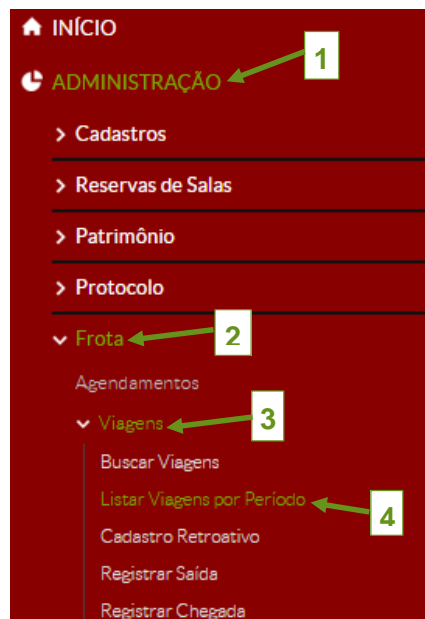 INÍCIO
1
ADMINISTRAÇÃO
Cadastros
Reservas de Salas
Patrimônio
Protocolo
Frota
2
Agendamentos
Viagens
3
Buscar Viagens
Listar Viagens por Período
4
Cadastro Retroativo
Registrar Saída
Registrar Chegada